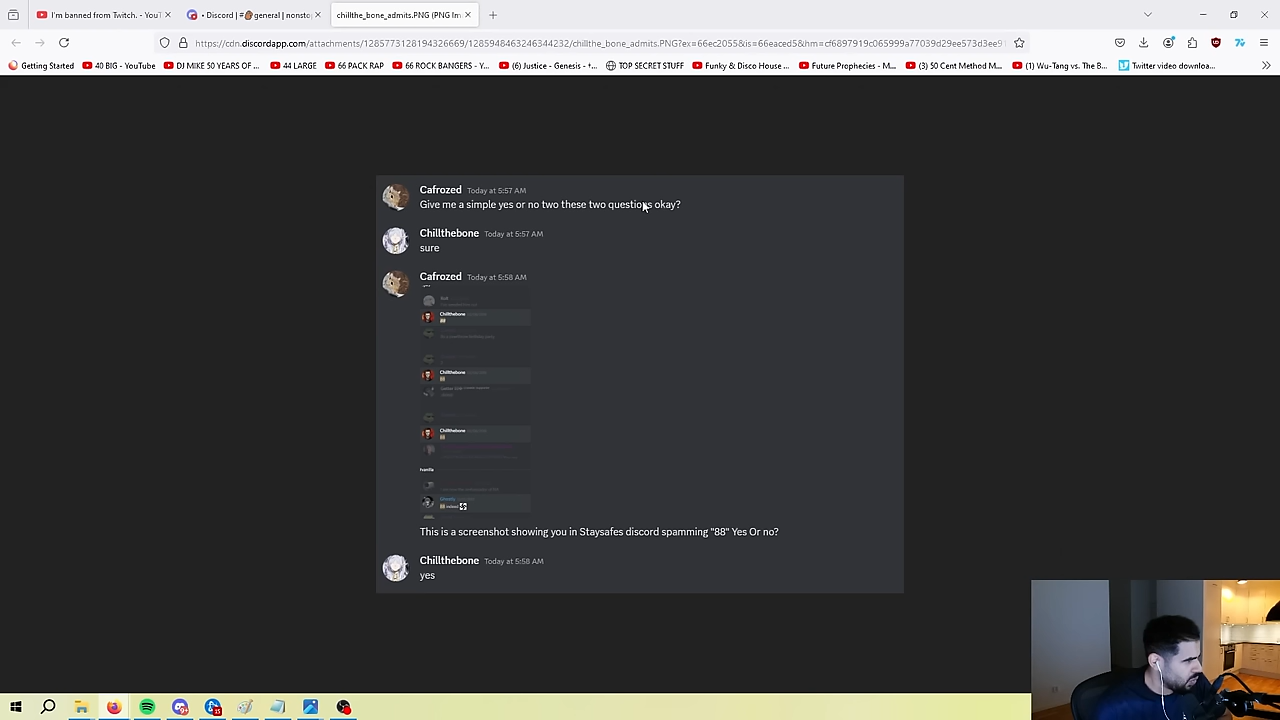 I'm banned from Twitch. - YouT
• Discord | #general | nonsto
chillthe_bone_admits.PNG (PNG Im
https://cdn.discordapp.com/attachments/1285773128194326669/1285948636246344232/chillthe_bone_admits.PNG?ex=66ec2055&is=66eaced5&hm=cf6897919c065999a77039d29ee573d3ee9
Getting Started
40 BIG - YouTube
DJ MIKE 50 YEARS OF ...
44 LARGE
66 PACK RAP
66 ROCK BANGERS - Y...
(6) Justice - Genesis - +...
TOP SECRET STUFF
Funky & Disco House ...
Future Prophecies - M...
(3) 50 Cent Method M...
(1) Wu-Tang vs. The B...
Twitter video downloa...
Cafrozed Today at 5:57 AM
Give me a simple yes or no two these two questions okay?
Chillthebone Today at 5:57 AM
sure
Cafrozed Today at 5:58 AM
Chillthebone
Chillthebone
Chillthebone
This is a screenshot showing you in Staysafes discord spamming "88" Yes Or no?
Chillthebone Today at 5:58 AM
yes